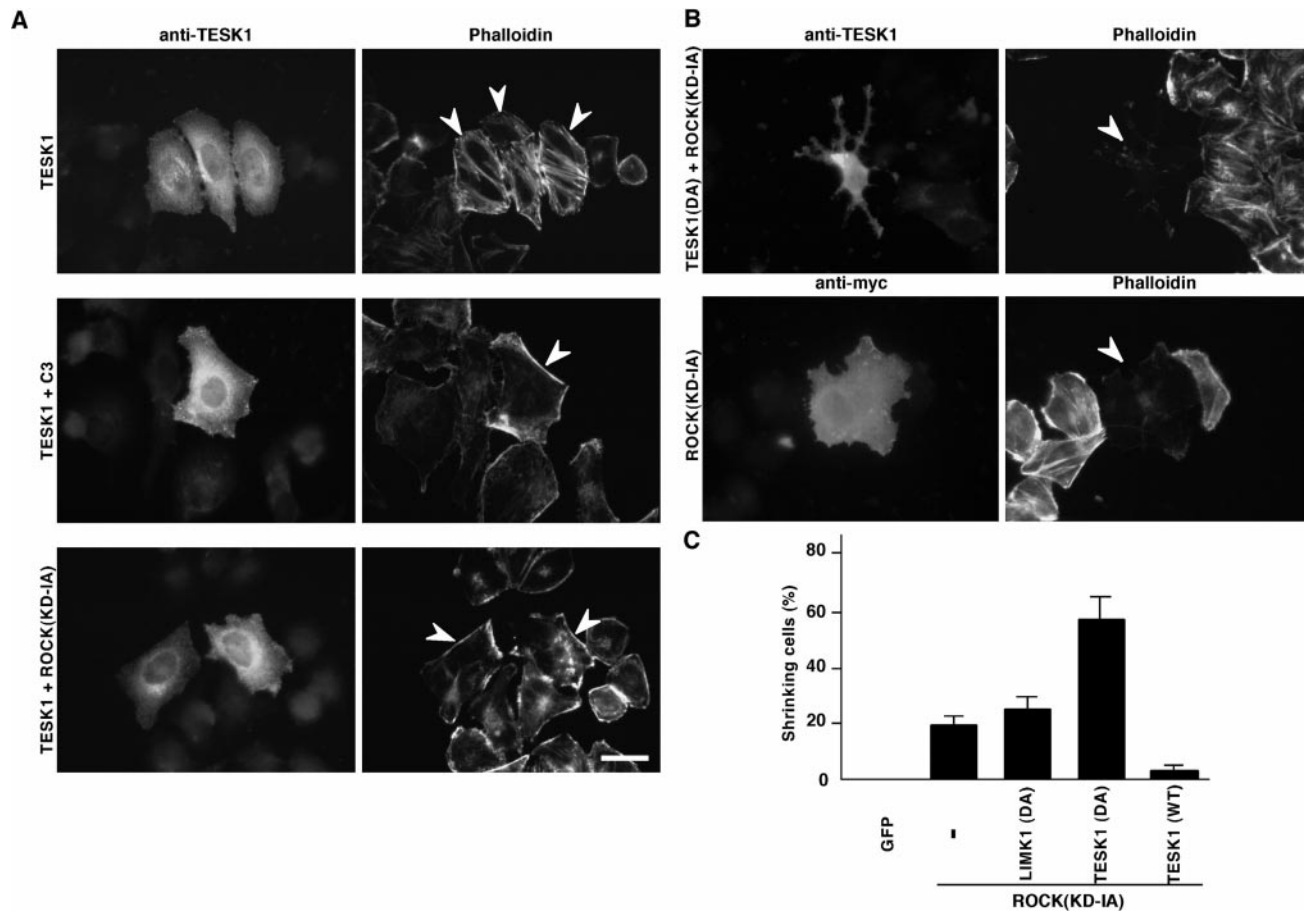 A
anti-TESK1
Phalloidin
TESK1
TESK1 + C3
TESK1 + ROCK(KD-IA)
B
anti-TESK1
Phalloidin
TESK1(DA) + ROCK(KD-IA)
anti-myc
Phalloidin
ROCK(KD-IA)
C
Shrinking cells (%)
80
60
40
20
0
GFP
-
LIMK1 (DA)
TESK1 (DA)
TESK1 (WT)
ROCK(KD-IA)